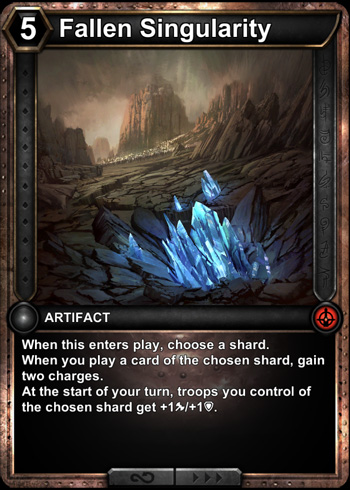 5 Fallen Singularity
ARTIFACT
When this enters play, choose a shard.
When you play a card of the chosen shard, gain
two charges.
At the start of your turn, troops you control of
the chosen shard get +1/+1.